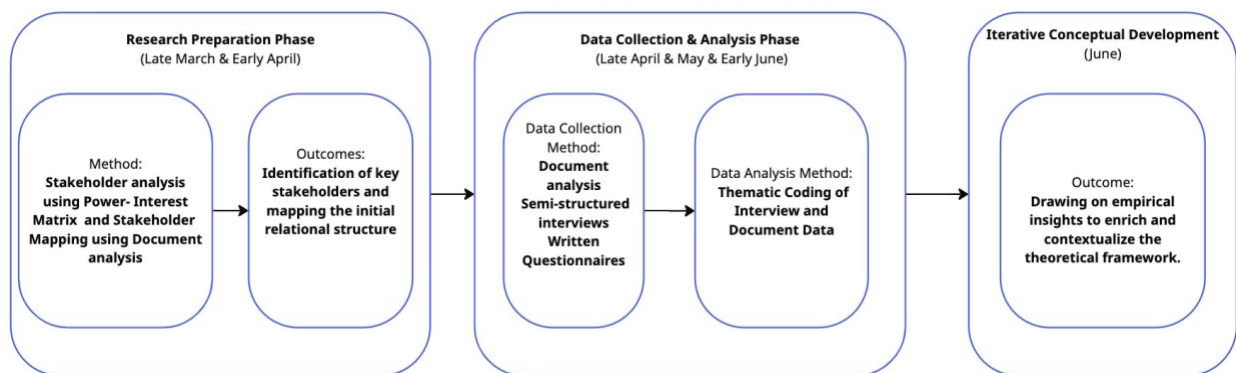 Research Preparation Phase
(Late March & Early April)
Method:
Stakeholder analysis
using Power- Interest
Matrix and Stakeholder
Mapping using Document
analysis
Outcomes:
Identification of key
stakeholders and
mapping the initial
relational structure
Data Collection & Analysis Phase
(Late April & May & Early June)
Data Collection
Method:
Document
analysis
Semi-structured
interviews
Written
Questionnaires
Data Analysis Method:
Thematic Coding of
Interview and
Document Data
Iterative Conceptual Development
(June)
Outcome:
Drawing on empirical
insights to enrich and
contextualize the
theoretical framework.